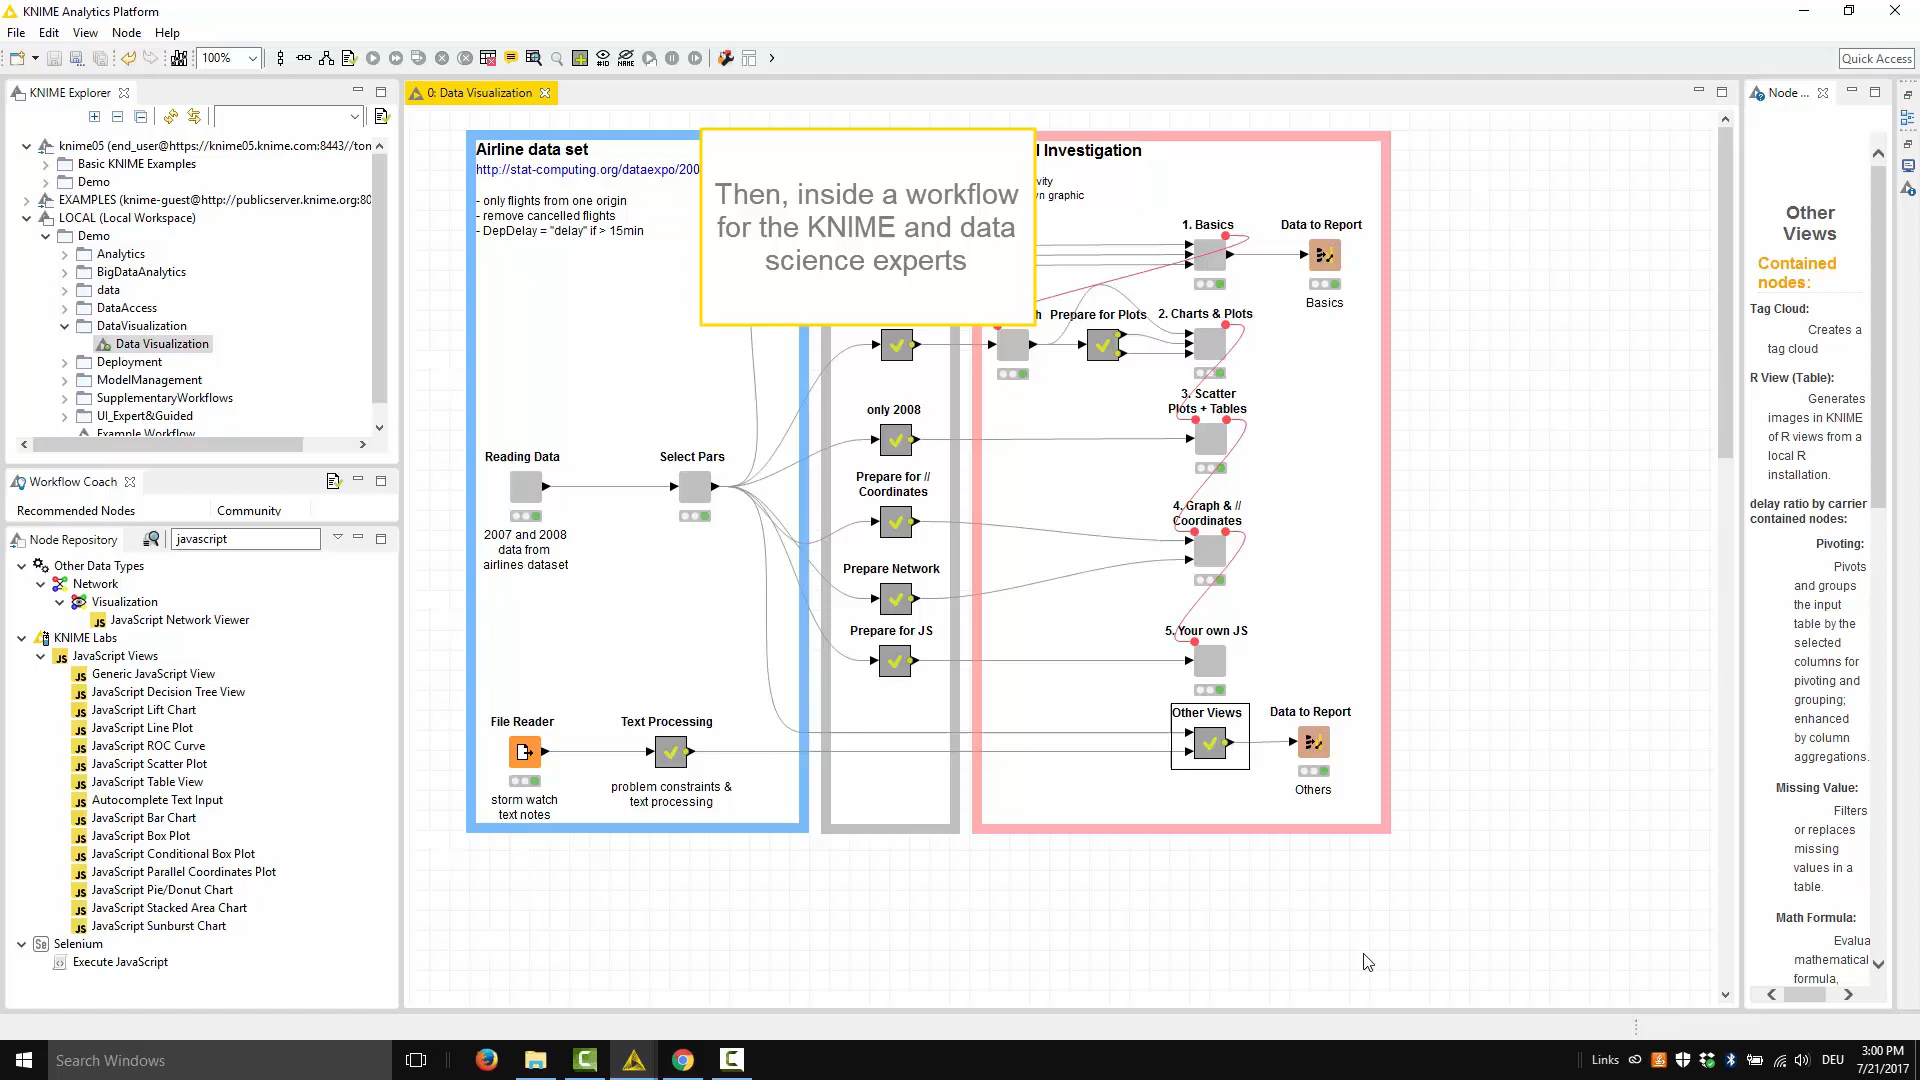 KNIME Analytics Platform
File Edit View Node Help
100%
Quick Access
KNIME Explorer
knime05 (end_user@https://knime05.knime.com:8443//ton
Basic KNIME Examples
Demo
EXAMPLES (knime-guest@http://publicserver.knime.org:80
LOCAL (Local Workspace)
Demo
Analytics
BigDataAnalytics
data
DataAccess
DataVisualization
Data Visualization
Deployment
ModelManagement
SupplementaryWorkflows
UI_Expert&Guided
Example Workflow
Workflow Coach
Recommended Nodes Community
Node Repository javascript
Other Data Types
Network
Visualization
JavaScript Network Viewer
KNIME Labs
JavaScript Views
Generic JavaScript View
JavaScript Decision Tree View
JavaScript Lift Chart
JavaScript Line Plot
JavaScript ROC Curve
JavaScript Scatter Plot
JavaScript Table View
Autocomplete Text Input
JavaScript Bar Chart
JavaScript Box Plot
JavaScript Conditional Box Plot
JavaScript Parallel Coordinates Plot
JavaScript Pie/Donut Chart
JavaScript Stacked Area Chart
JavaScript Sunburst Chart
Selenium
Execute JavaScript
0: Data Visualization
Airline data set
http://stat-computing.org/dataexpo/200
- only flights from one origin
- remove cancelled flights
- DepDelay = "delay" if > 15min
Then, inside a workflow
for the KNIME and data
science experts
l Investigation
vity
n graphic
1. Basics
Data to Report
Basics
h
Prepare for Plots
2. Charts & Plots
only 2008
3. Scatter
Plots + Tables
Reading Data
2007 and 2008
data from
airlines dataset
Select Pars
Prepare for //
Coordinates
4. Graph & //
Coordinates
Prepare Network
Prepare for JS
5. Your own JS
File Reader
storm watch
text notes
Text Processing
problem constraints &
text processing
Other Views
Data to Report
Others
Node ...
Other
Views
Contained
nodes:
Tag Cloud:
Creates a
tag cloud
R View (Table):
Generates
images in KNIME
of R views from a
local R
installation.
delay ratio by carrier
contained nodes:
Pivoting:
Pivots
and groups
the input
table by the
selected
columns for
pivoting and
grouping;
enhanced
by column
aggregations.
Missing Value:
Filters
or replaces
missing
values in a
table.
Math Formula:
Evalua
mathematical
formula,
Search Windows
Links
DEU
3:00 PM
7/21/2017